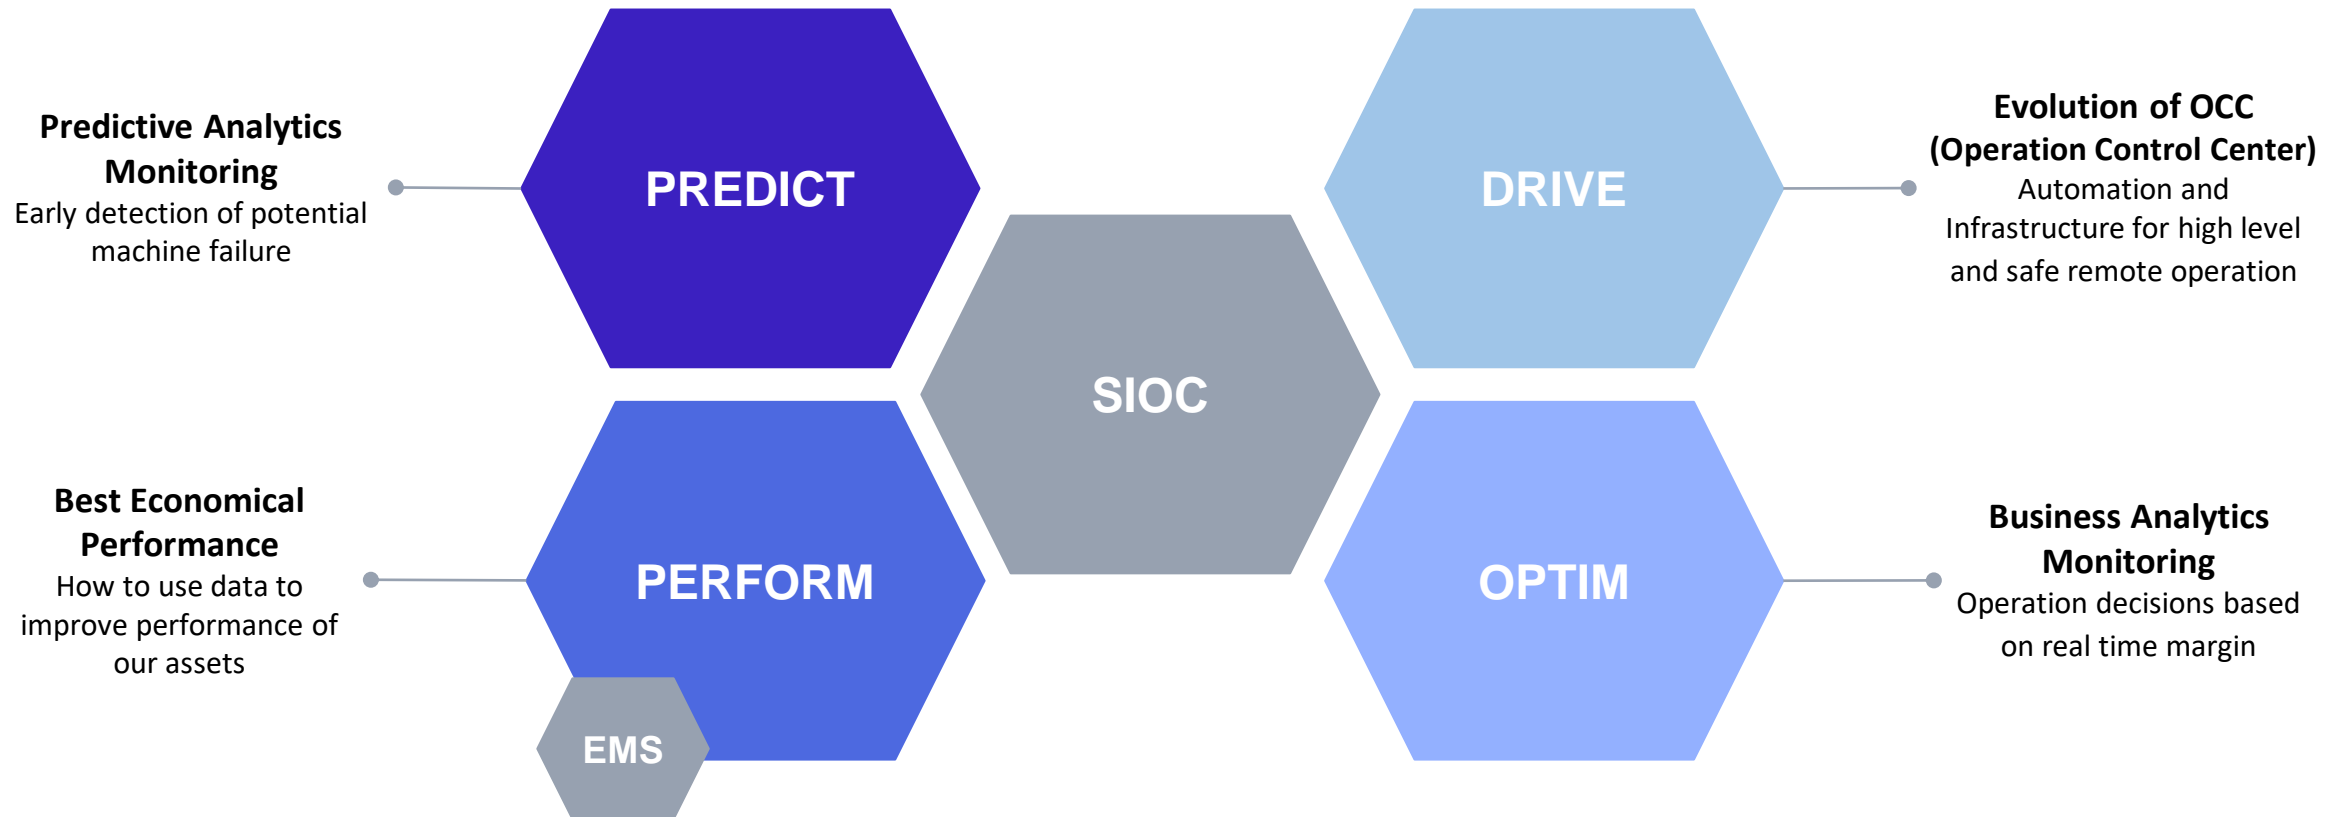 Predictive Analytics
Monitoring
Early detection of potential
machine failure
PREDICT
DRIVE
Evolution of OCC
(Operation Control Center)
Automation and
Infrastructure for high level
and safe remote operation
SIOC
Best Economical
Performance
How to use data to
improve performance of
our assets
PERFORM
EMS
OPTIM
Business Analytics
Monitoring
Operation decisions based
on real time margin